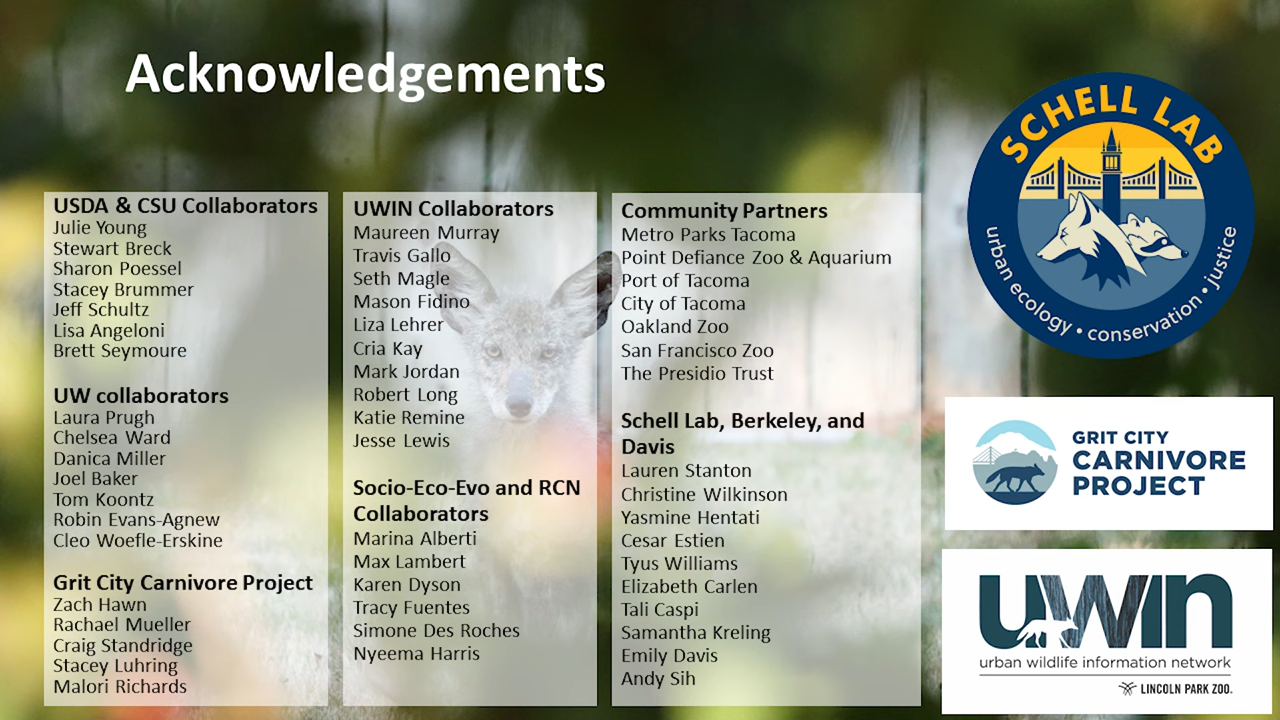 Acknowledgements
USDA & CSU Collaborators
Julie Young
Stewart Breck
Sharon Poessel
Stacey Brummer
Jeff Schultz
Lisa Angeloni
Brett Seymoure
UW collaborators
Laura Prugh
Chelsea Ward
Danica Miller
Joel Baker
Tom Koontz
Robin Evans-Agnew
Cleo Woefle-Erskine
Grit City Carnivore Project
Zach Hawn
Rachael Mueller
Craig Standridge
Stacey Luhring
Malori Richards
UWIN Collaborators
Maureen Murray
Travis Gallo
Seth Magle
Mason Fidino
Liza Lehrer
Cria Kay
Mark Jordan
Robert Long
Katie Remine
Jesse Lewis
Socio-Eco-Evo and RCN
Collaborators
Marina Alberti
Max Lambert
Karen Dyson
Tracy Fuentes
Simone Des Roches
Nyeema Harris
Community Partners
Metro Parks Tacoma
Point Defiance Zoo & Aquarium
Port of Tacoma
City of Tacoma
Oakland Zoo
San Francisco Zoo
The Presidio Trust
Schell Lab, Berkeley, and
Davis
Lauren Stanton
Christine Wilkinson
Yasmine Hentati
Cesar Estien
Tyus Williams
Elizabeth Carlen
Tali Caspi
Samantha Kreling
Emily Davis
Andy Sih
SCHELL LAB
urban ecology • conservation • justice
GRIT CITY
CARNIVORE
PROJECT
uwin
urban wildlife information network
LINCOLN PARK ZOO.